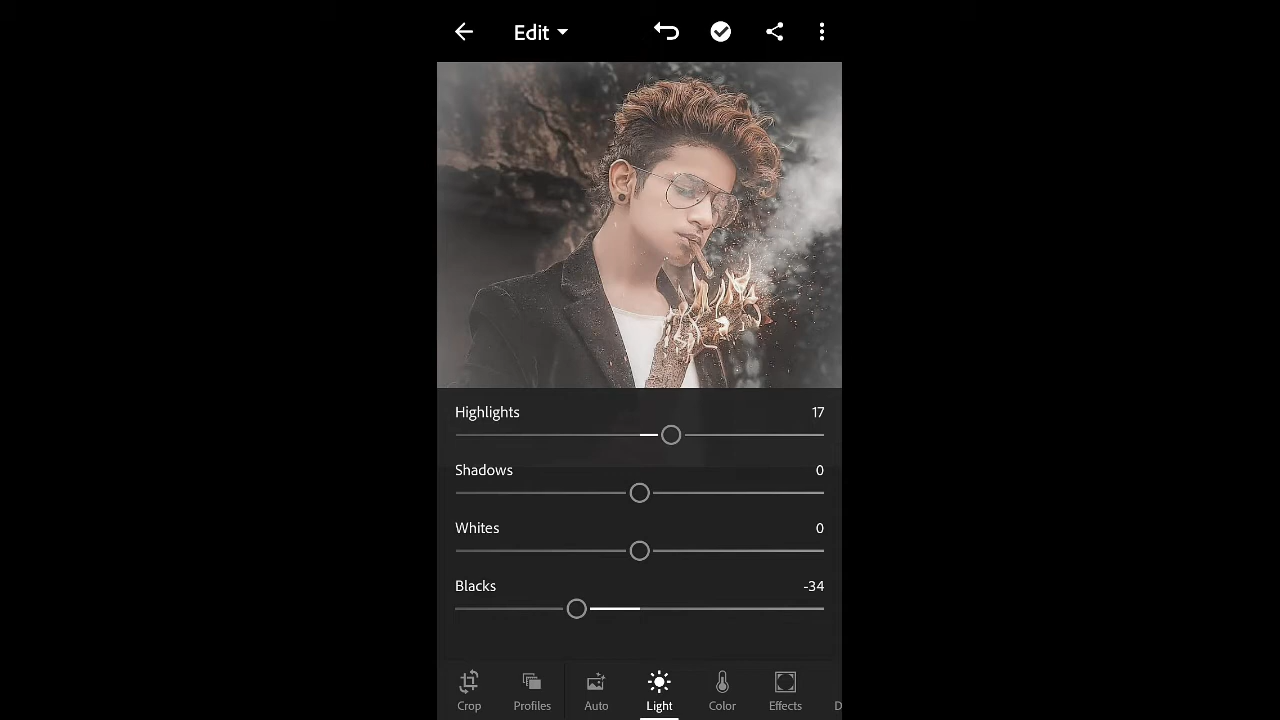 Edit
Highlights 17
Shadows 0
Whites 0
Blacks -34
Crop Profiles Auto Light Color Effects D